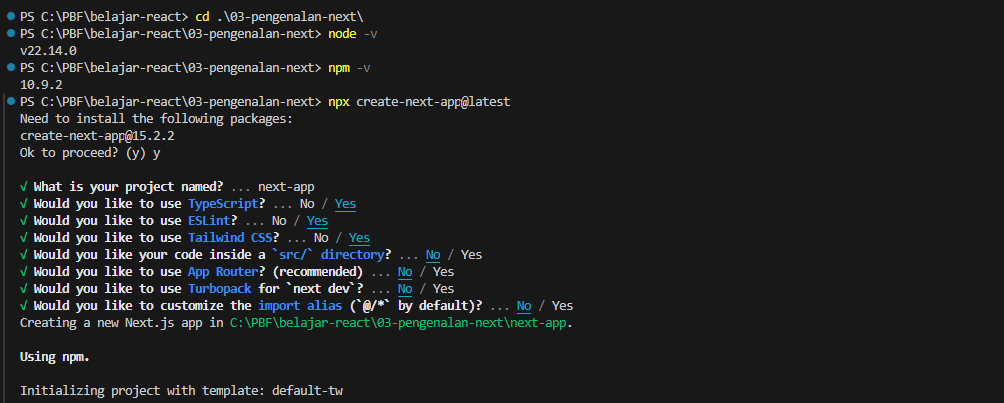 PS C:\PBF\belajar-react> cd .\03-pengenalan-next\
PS C:\PBF\belajar-react\03-pengenalan-next> node -v
v22.14.0
PS C:\PBF\belajar-react\03-pengenalan-next> npm -v
10.9.2
PS C:\PBF\belajar-react\03-pengenalan-next> npx create-next-app@latest
Need to install the following packages:
create-next-app@15.2.2
Ok to proceed? (y) y
√ What is your project named? ... next-app
√ Would you like to use TypeScript? ... No / Yes
√ Would you like to use ESLint? ... No / Yes
√ Would you like to use Tailwind CSS? ... No / Yes
√ Would you like your code inside a `src/` directory? ... No / Yes
√ Would you like to use App Router? (recommended) ... No / Yes
√ Would you like to use Turbopack for `next dev`? ... No / Yes
√ Would you like to customize the import alias (`@/*` by default)? ... No / Yes
Creating a new Next.js app in C:\PBF\belajar-react\03-pengenalan-next\next-app.
Using npm.
Initializing project with template: default-tw